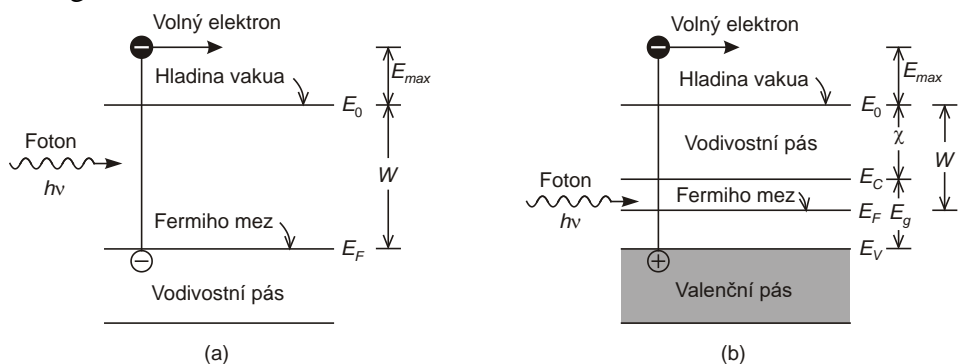 Volný elektron
E_max
Hladina vakua
E_0
Foton
hν
W
Fermiho mez
E_F
Vodivostní pás
(a)
Volný elektron
E_max
Hladina vakua
E_0
Vodivostní pás
χ
W
E_C
Foton
hν
Fermiho mez
E_F
E_g
E_V
Valenční pás
(b)